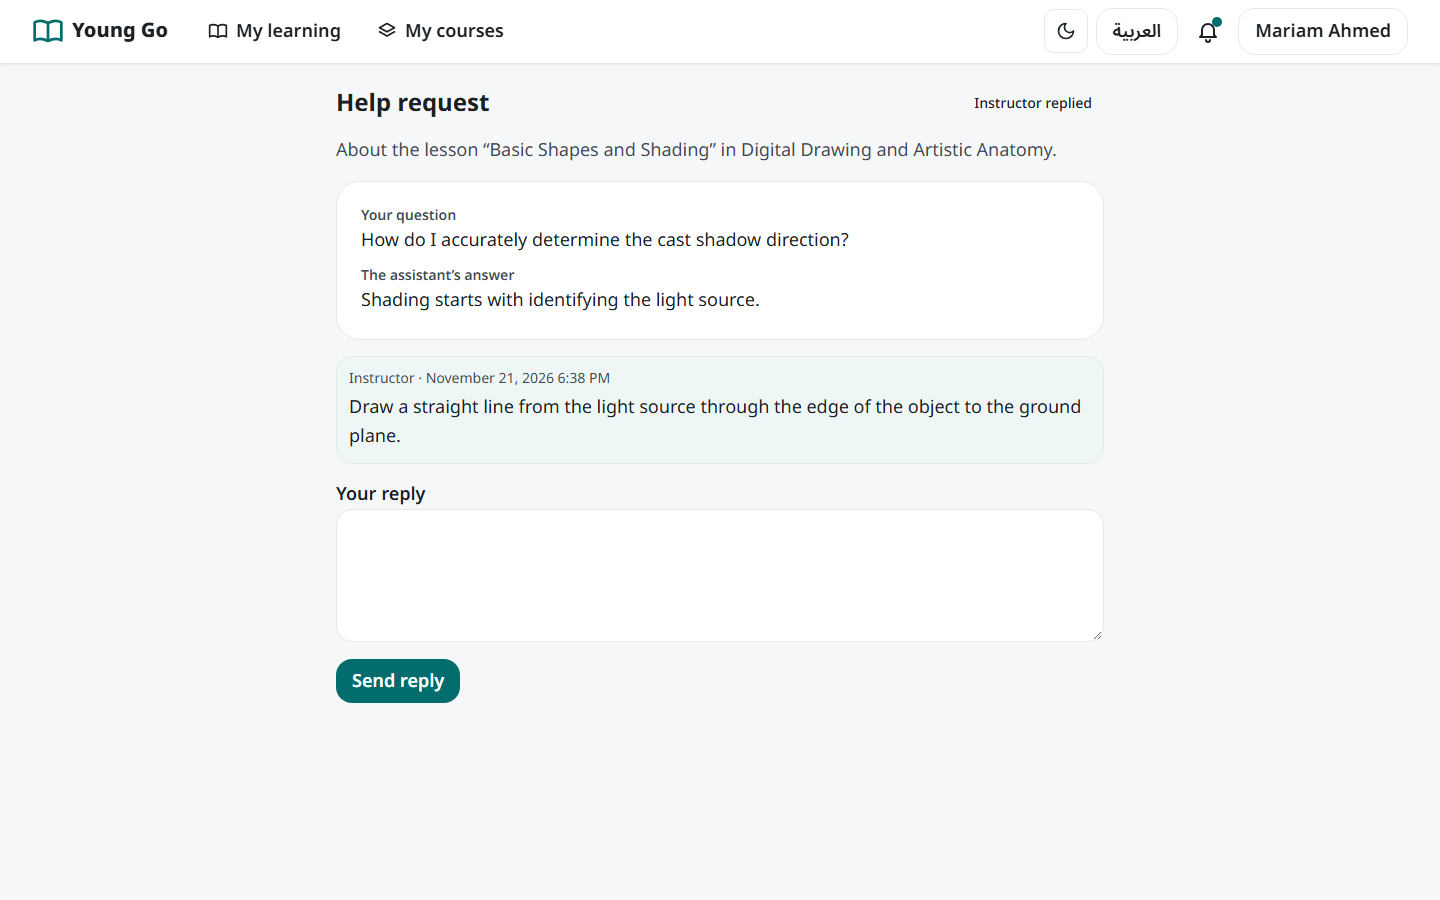 Young Go
My learning
My courses
العربية
Mariam Ahmed
Help request
Instructor replied
About the lesson “Basic Shapes and Shading” in Digital Drawing and Artistic Anatomy.
Your question
How do I accurately determine the cast shadow direction?
The assistant’s answer
Shading starts with identifying the light source.
Instructor · November 21, 2026 6:38 PM
Draw a straight line from the light source through the edge of the object to the ground
plane.
Your reply
Send reply